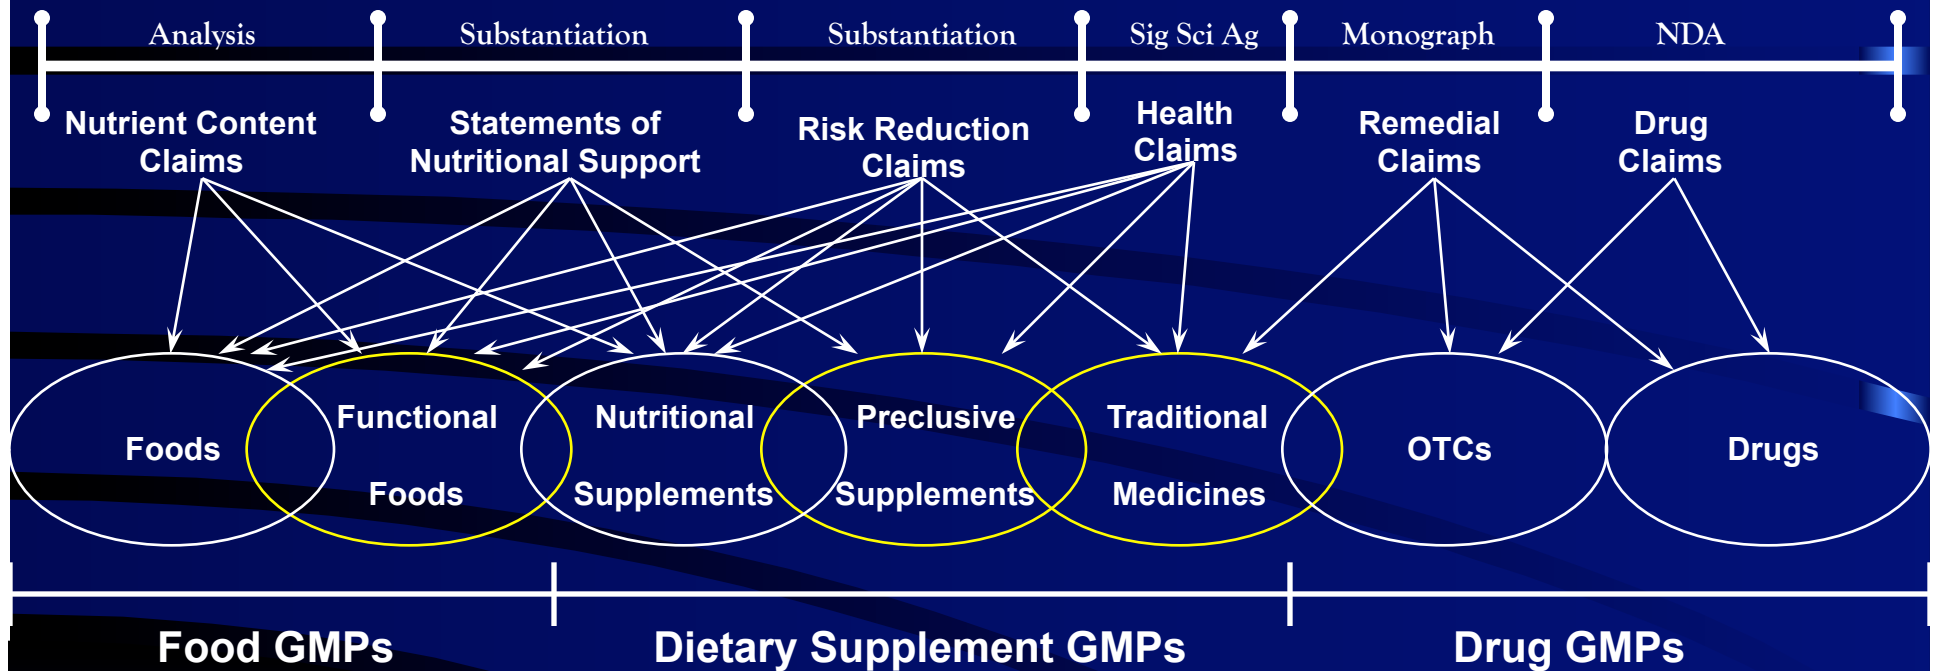 Analysis
Substantiation
Substantiation
Sig Sci Ag
Monograph
NDA
Nutrient Content
Claims
Statements of
Nutritional Support
Risk Reduction
Claims
Health
Claims
Remedial
Claims
Drug
Claims
Foods
Functional
Foods
Nutritional
Supplements
Preclusive
Supplements
Traditional
Medicines
OTCs
Drugs
Food GMPs
Dietary Supplement GMPs
Drug GMPs